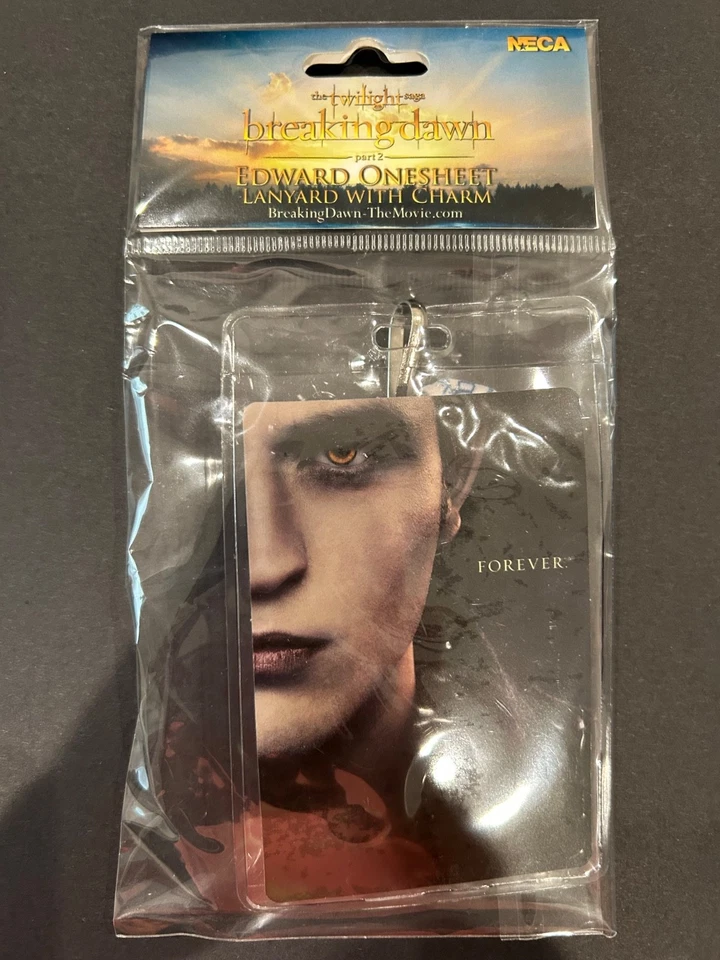 NECA
the twilight saga
breaking dawn
part 2
EDWARD ONESHEET
LANYARD WITH CHARM
BreakingDawn-TheMovie.com
FOREVER.